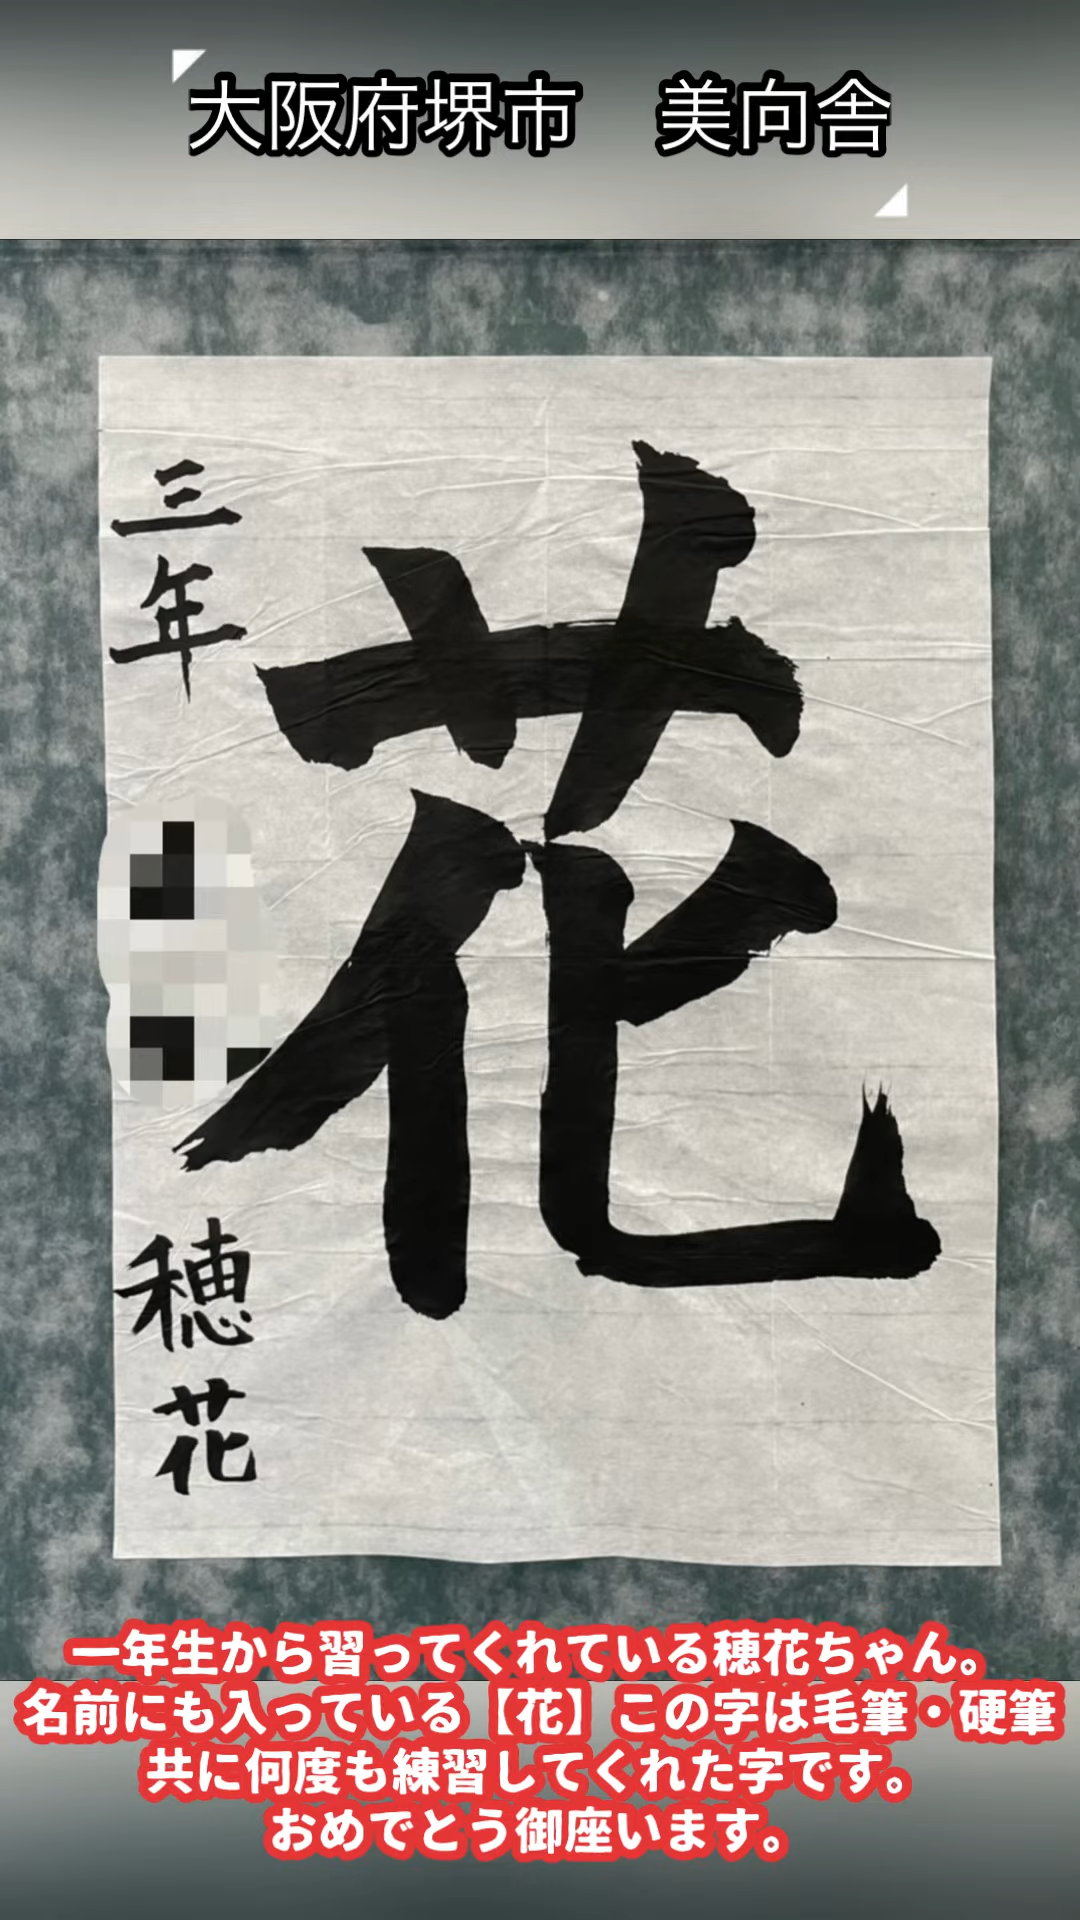 大阪府堺市　美向舎
花
三年
穂花
一年生から習ってくれている穂花ちゃん。
名前にも入っている【花】この字は毛筆・硬筆
共に何度も練習してくれた字です。
おめでとう御座います。